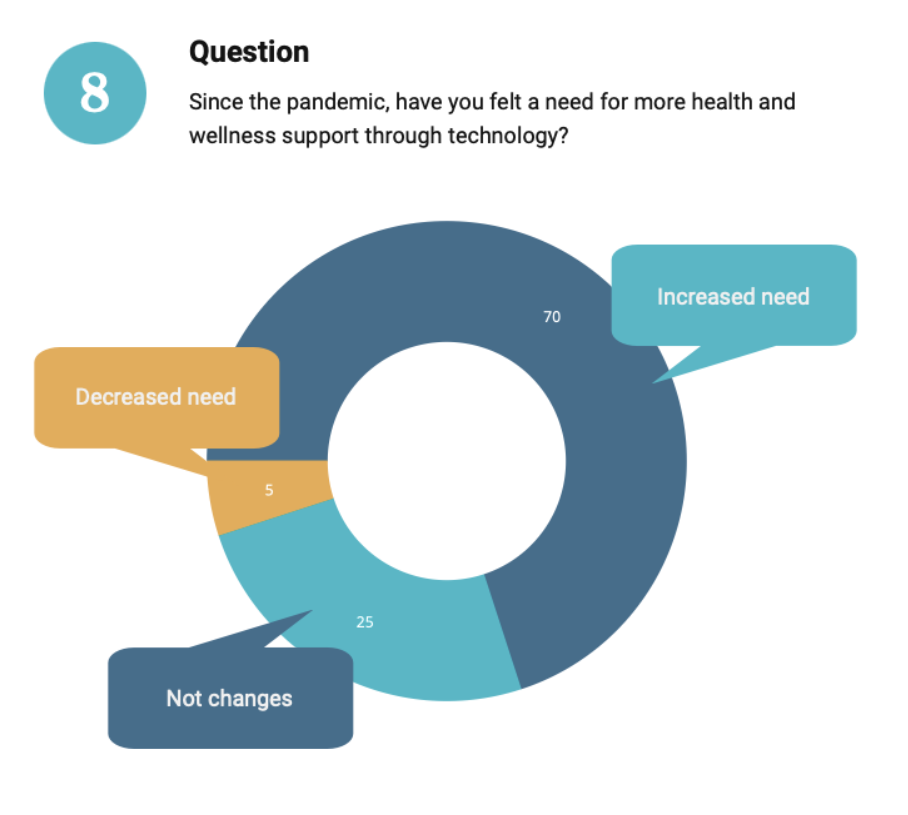 8
Question
Since the pandemic, have you felt a need for more health and
wellness support through technology?
70
Increased need
Decreased need
5
25
Not changes